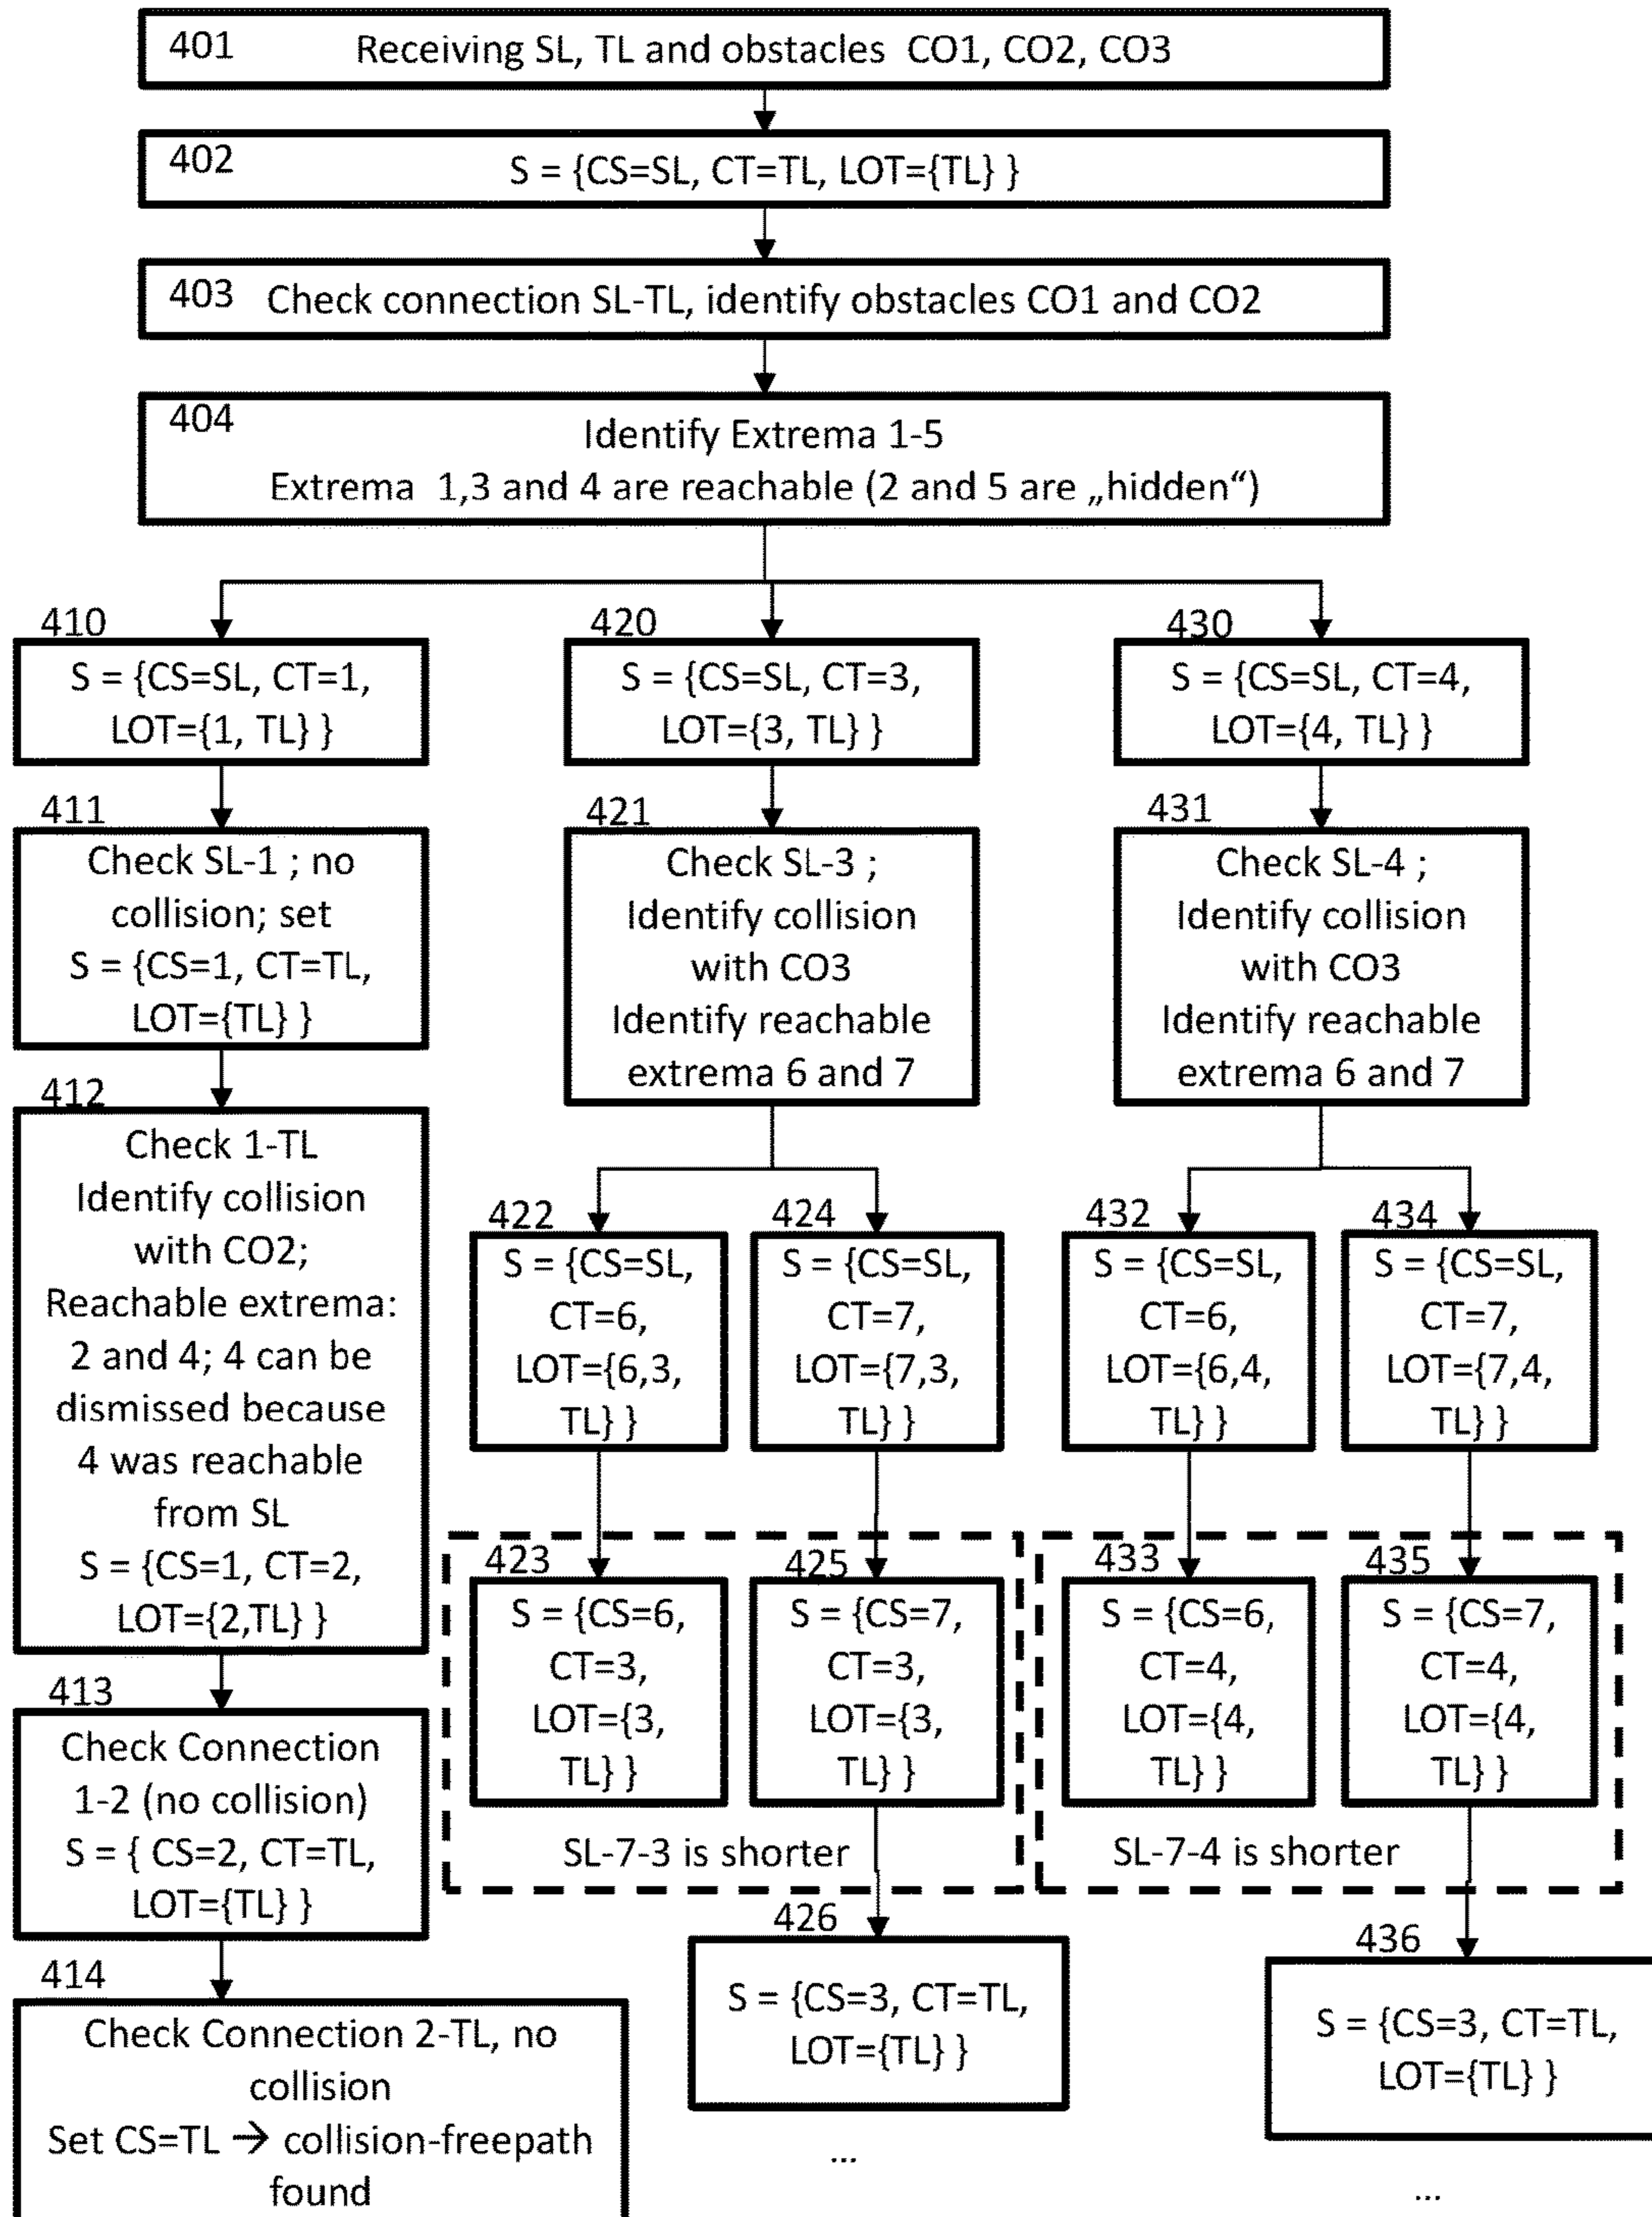 401
Receiving SL, TL and obstacles CO1, CO2, CO3
402
S = {CS=SL, CT=TL, LOT={TL} }
403
Check connection SL-TL, identify obstacles CO1 and CO2
404
Identify Extrema 1-5
Extrema 1,3 and 4 are reachable (2 and 5 are „hidden“)
410
S = {CS=SL, CT=1,
LOT={1, TL} }
411
Check SL-1 ; no
collision; set
S = {CS=1, CT=TL,
LOT={TL} }
412
Check 1-TL
Identify collision
with CO2;
Reachable extrema:
2 and 4; 4 can be
dismissed because
4 was reachable
from SL
S = {CS=1, CT=2,
LOT={2,TL} }
413
Check Connection
1-2 (no collision)
S = { CS=2, CT=TL,
LOT={TL} }
414
Check Connection 2-TL, no
collision
Set CS=TL → collision-freepath
found
420
S = {CS=SL, CT=3,
LOT={3, TL} }
421
Check SL-3 ;
Identify collision
with CO3
Identify reachable
extrema 6 and 7
422
S = {CS=SL,
CT=6,
LOT={6,3,
TL} }
423
S = {CS=6,
CT=3,
LOT={3,
TL} }
424
S = {CS=SL,
CT=7,
LOT={7,3,
TL} }
425
S = {CS=7,
CT=3,
LOT={3,
TL} }
SL-7-3 is shorter
426
S = {CS=3, CT=TL,
LOT={TL} }
...
430
S = {CS=SL, CT=4,
LOT={4, TL} }
431
Check SL-4 ;
Identify collision
with CO3
Identify reachable
extrema 6 and 7
432
S = {CS=SL,
CT=6,
LOT={6,4,
TL} }
433
S = {CS=6,
CT=4,
LOT={4,
TL} }
434
S = {CS=SL,
CT=7,
LOT={7,4,
TL} }
435
S = {CS=7,
CT=4,
LOT={4,
TL} }
SL-7-4 is shorter
436
S = {CS=3, CT=TL,
LOT={TL} }
...